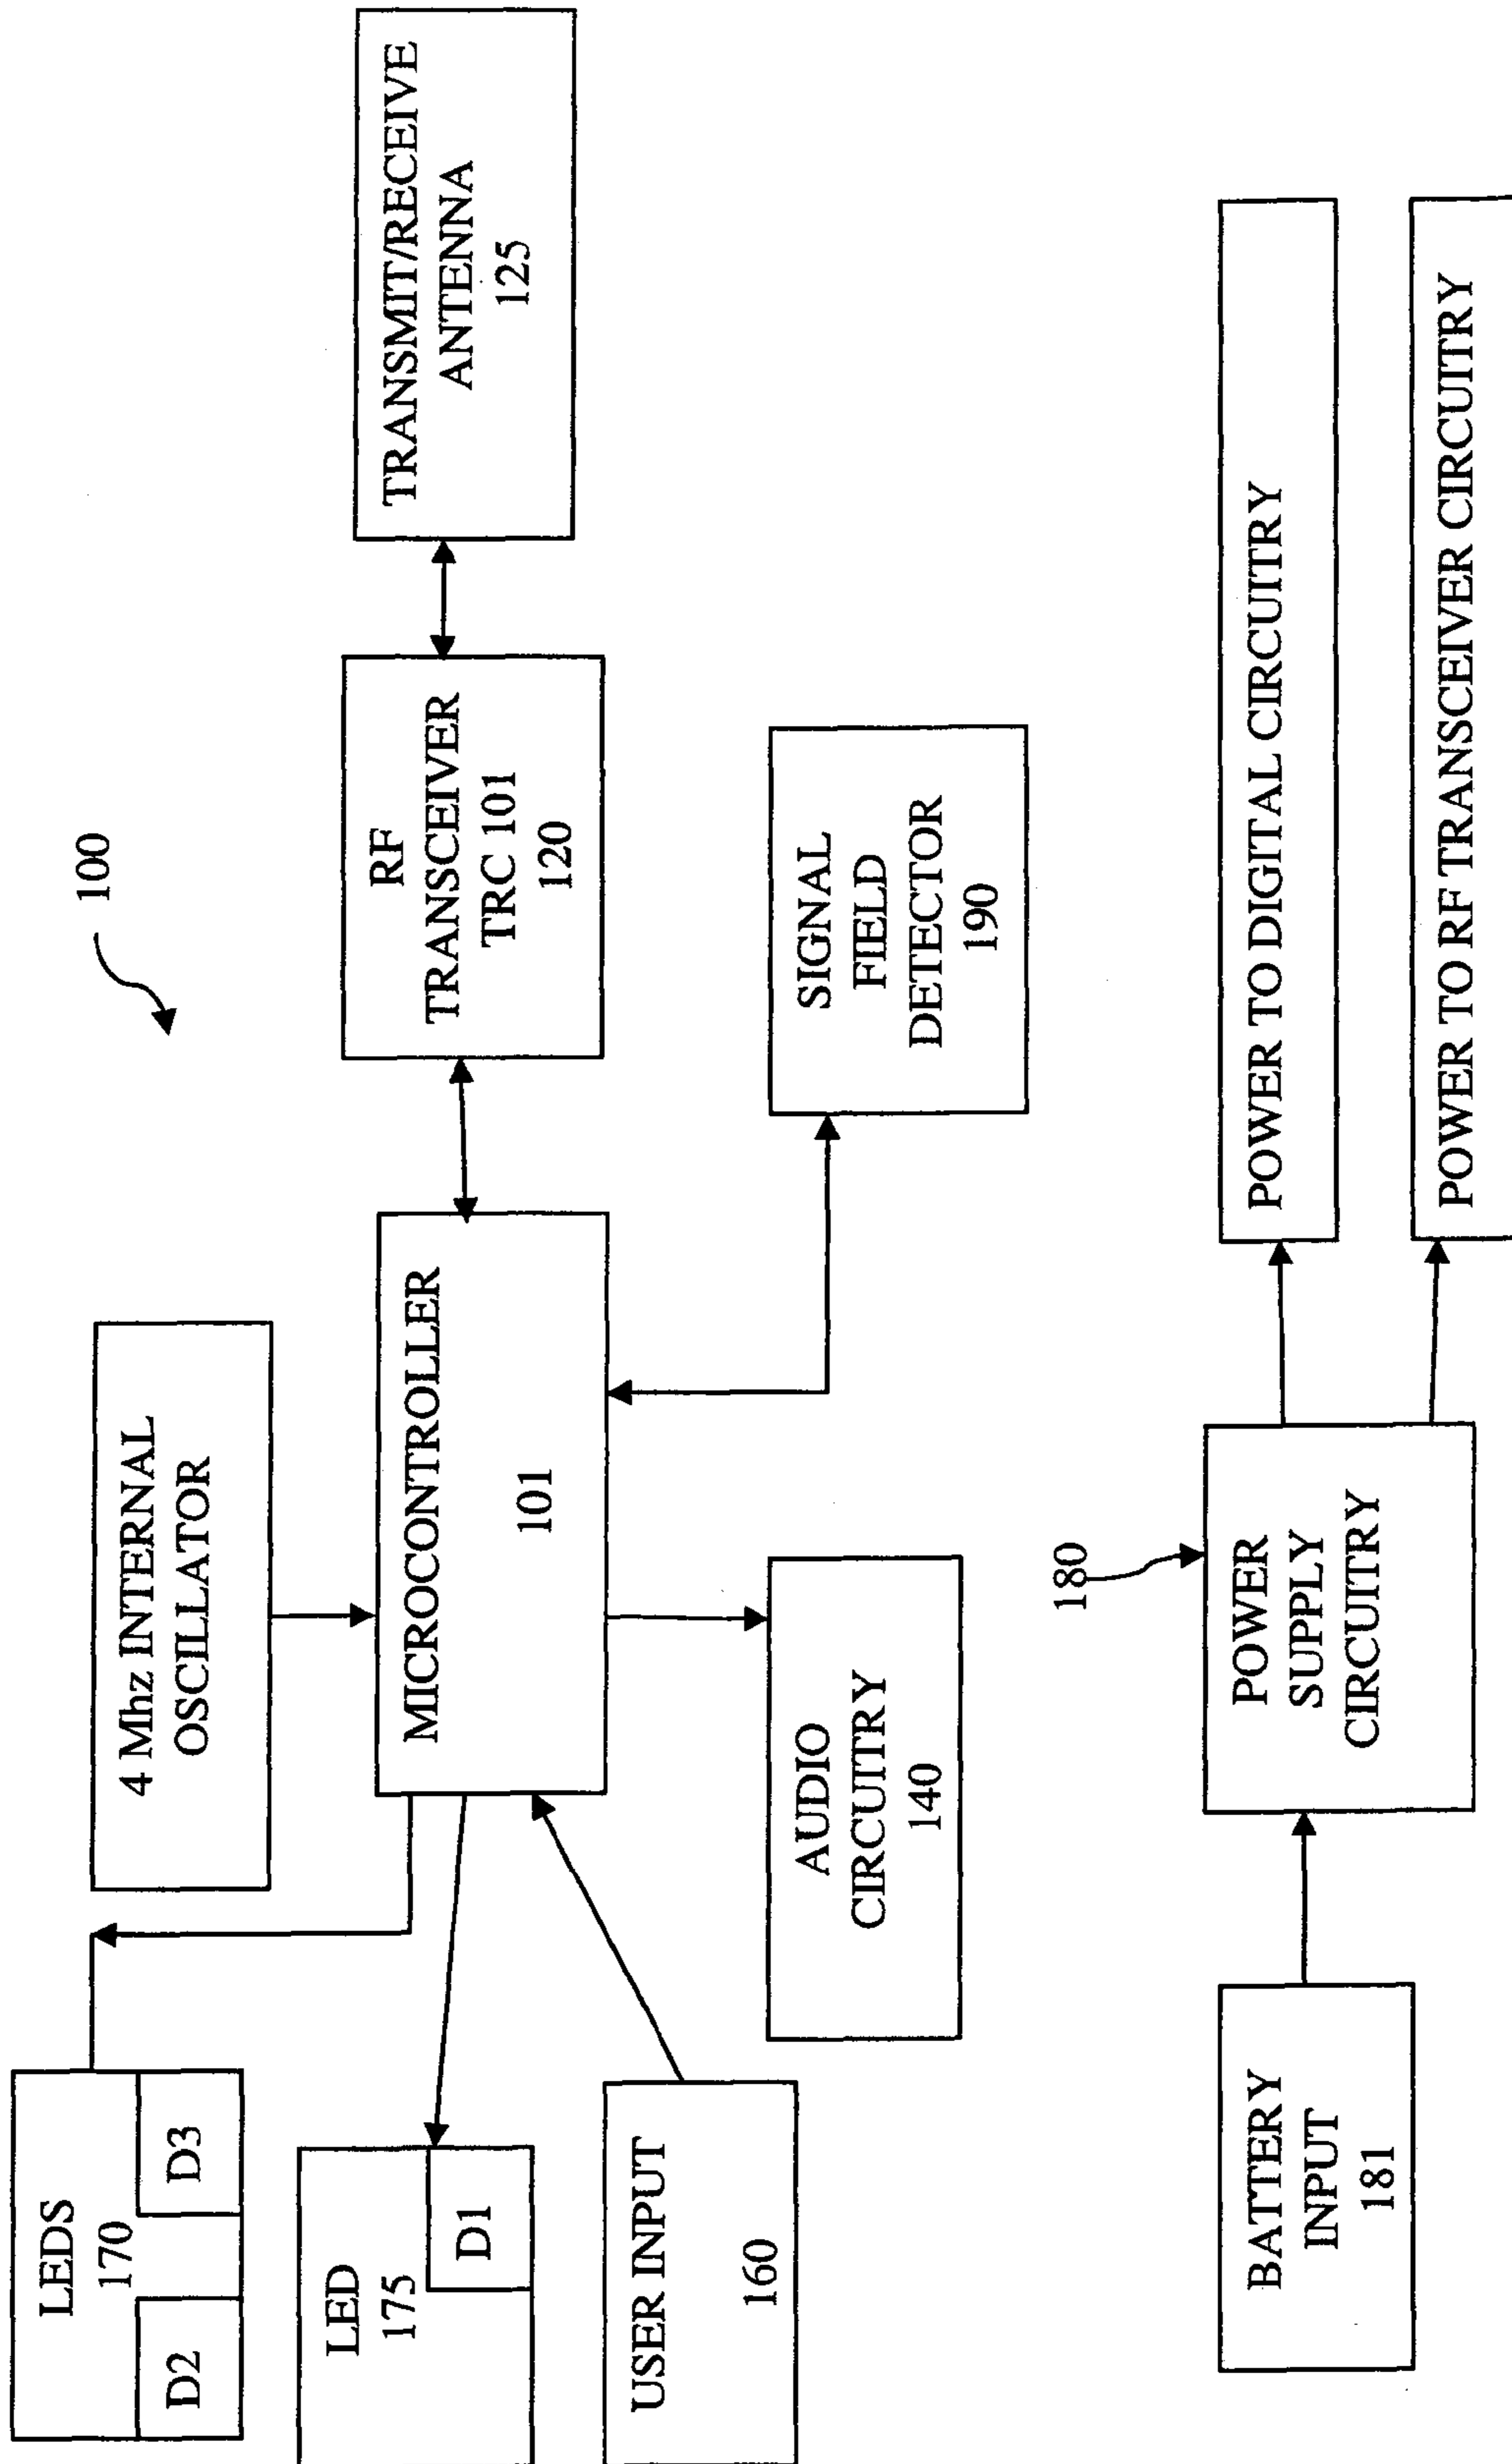 100
LEDS
170
D2
D3
4 Mhz INTERNAL
OSCILLATOR
LED
175
D1
MICROCONTROLLER
101
RF
TRANSCEIVER
TRC 101
120
TRANSMIT/RECEIVE
ANTENNA
125
USER INPUT
160
AUDIO
CIRCUITRY
140
SIGNAL
FIELD
DETECTOR
190
BATTERY
INPUT
181
180
POWER
SUPPLY
CIRCUITRY
POWER TO DIGITAL CIRCUITRY
POWER TO RF TRANSCEIVER CIRCUITRY